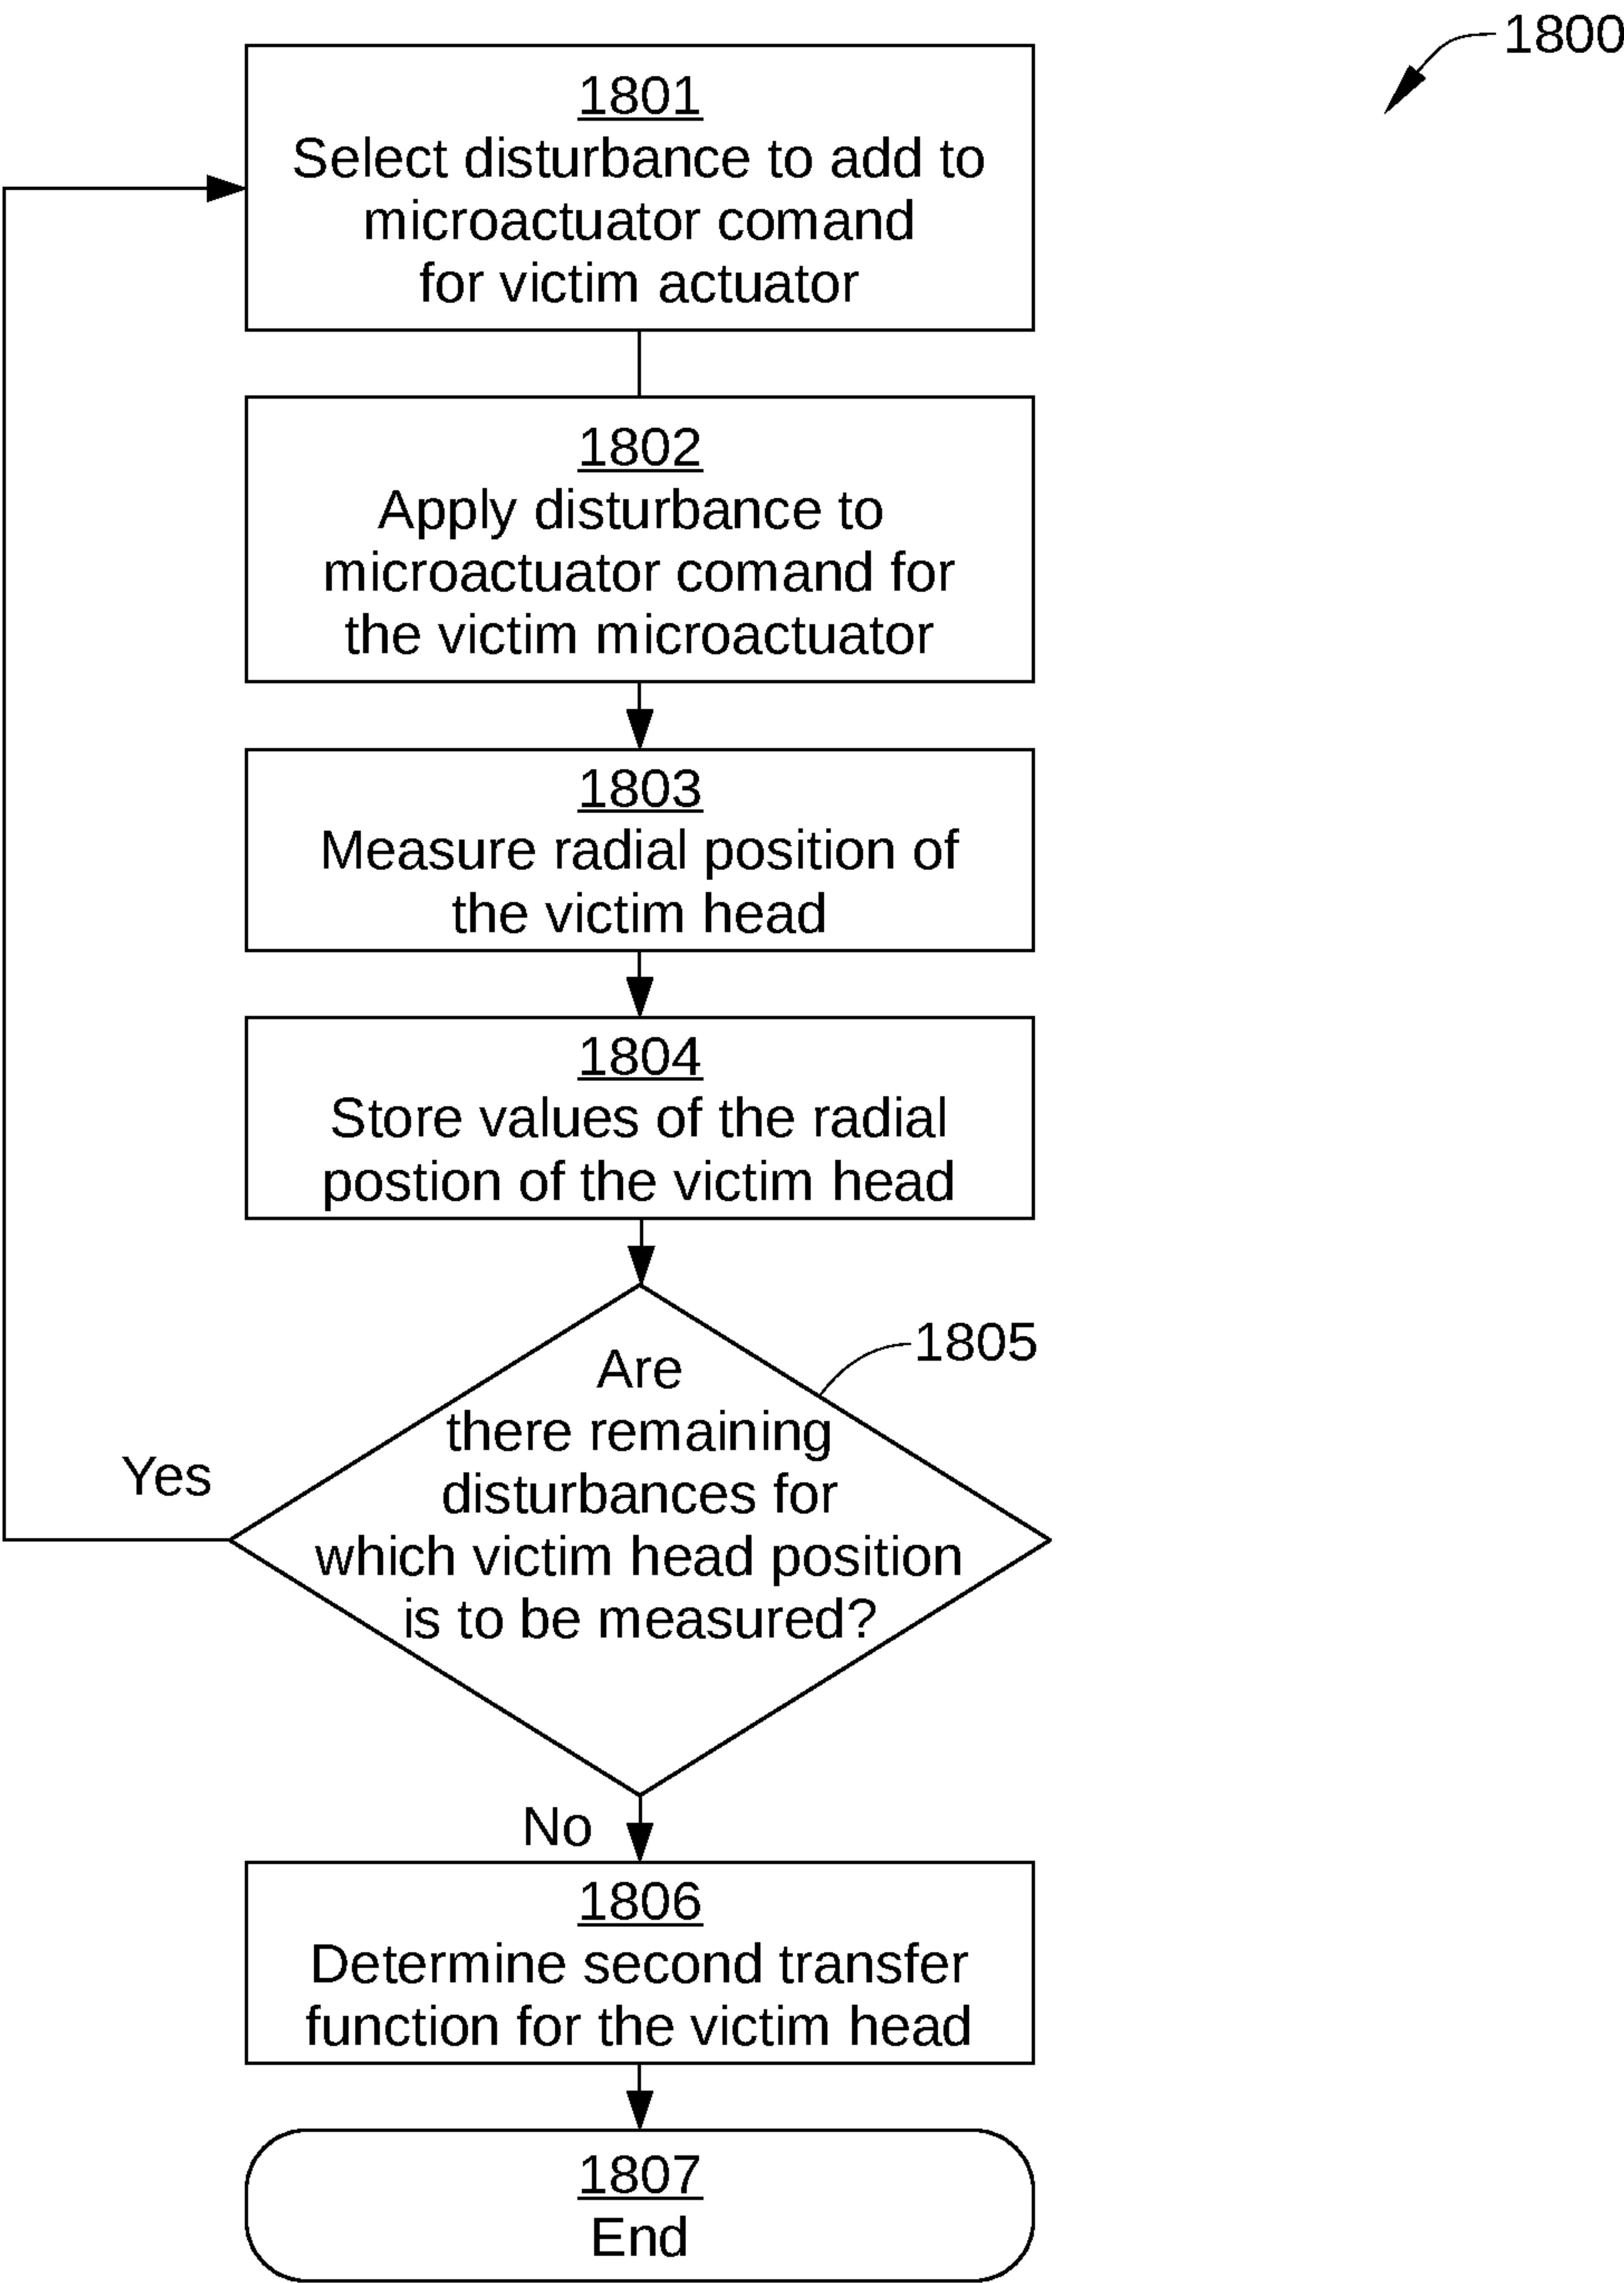 1800
1801
Select disturbance to add to
microactuator comand
for victim actuator
1802
Apply disturbance to
microactuator comand for
the victim microactuator
1803
Measure radial position of
the victim head
1804
Store values of the radial
postion of the victim head
1805
Are
there remaining
disturbances for
which victim head position
is to be measured?
Yes
No
1806
Determine second transfer
function for the victim head
1807
End